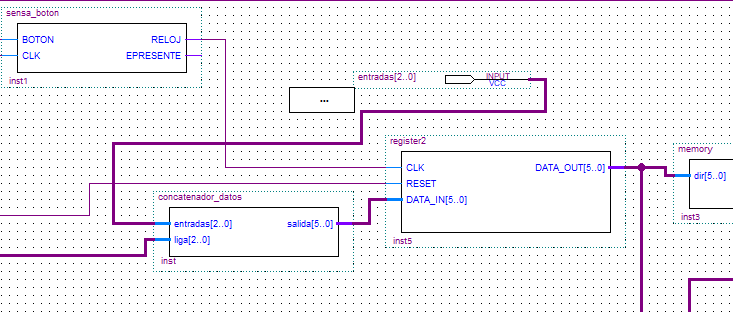 sensa_boton
BOTON RELOJ
CLK EPRESENTE
inst1
entradas[2..0] INPUT
VCC
...
register2
CLK DATA_OUT[5..0]
RESET
DATA_IN[5..0]
inst5
memory
dir[5..0]
inst3
concatenador_datos
entradas[2..0] salida[5..0]
liga[2..0]
inst